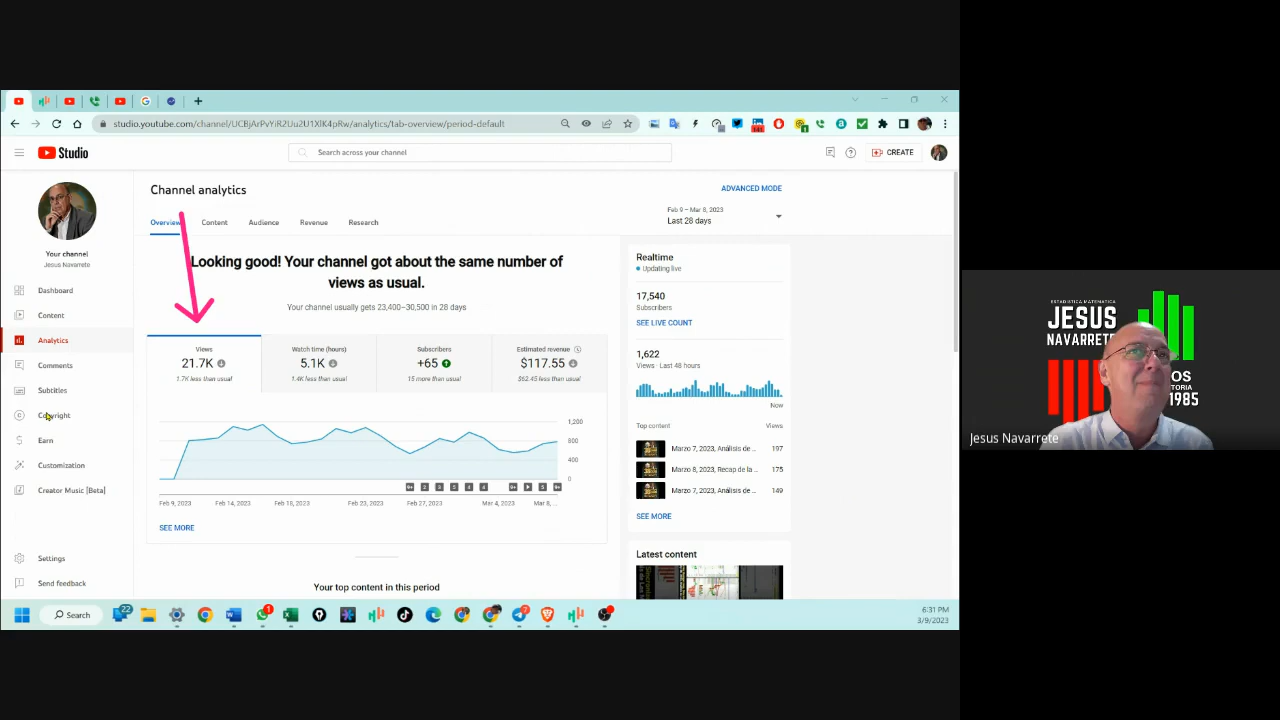 studio.youtube.com/channel/UCBjArPvYiR2Uu2U1XlK4pRw/analytics/tab-overview/period-default
Studio
Search across your channel
CREATE
Your channel
Jesus Navarrete
Dashboard
Content
Analytics
Comments
Subtitles
Copyright
Earn
Customization
Creator Music [Beta]
Settings
Send feedback
Channel analytics
ADVANCED MODE
Overview
Content
Audience
Revenue
Research
Feb 9 – Mar 8, 2023
Last 28 days
Looking good! Your channel got about the same number of
views as usual.
Your channel usually gets 23,400–30,500 in 28 days
Views
21.7K
1.7K less than usual
Watch time (hours)
5.1K
1.4K less than usual
Subscribers
+65
15 more than usual
Estimated revenue
$117.55
$62.45 less than usual
1,200
800
400
0
Feb 9, 2023
Feb 14, 2023
Feb 18, 2023
Feb 23, 2023
Feb 27, 2023
Mar 4, 2023
Mar 8, ...
SEE MORE
Your top content in this period
Realtime
Updating live
17,540
Subscribers
SEE LIVE COUNT
1,622
Views · Last 48 hours
Now
Top content
Views
Marzo 7, 2023, Análisis de ...
197
Marzo 8, 2023, Recap de la ...
175
Marzo 7, 2023, Análisis de ...
149
SEE MORE
Latest content
Search
6:31 PM
3/9/2023
ESTADISTICA MATEMATICA
JESUS
NAVARRETE
1985
Jesus Navarrete